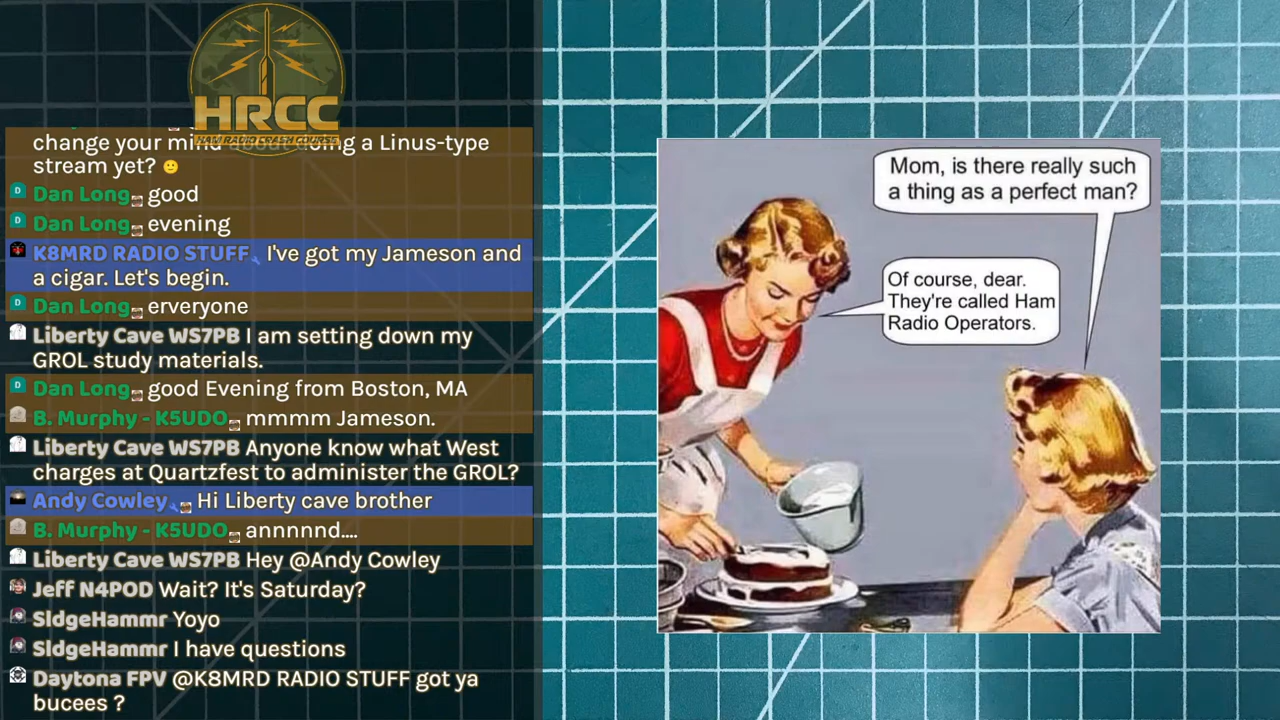 HRCC
HAM RADIO CRASH COURSE
change your mind about doing a Linus-type
stream yet?
Dan Long good
Dan Long evening
K8MRD RADIO STUFF I've got my Jameson and
a cigar. Let's begin.
Dan Long erveryone
Liberty Cave WS7PB I am setting down my
GROL study materials.
Dan Long good Evening from Boston, MA
B. Murphy - K5UDO mmmm Jameson.
Liberty Cave WS7PB Anyone know what West
charges at Quartzfest to administer the GROL?
Andy Cowley Hi Liberty cave brother
B. Murphy - K5UDO annnnnd....
Liberty Cave WS7PB Hey @Andy Cowley
Jeff N4POD Wait? It's Saturday?
SldgeHammr Yoyo
SldgeHammr I have questions
Daytona FPV @K8MRD RADIO STUFF got ya
bucees ?
Mom, is there really such
a thing as a perfect man?
Of course, dear.
They're called Ham
Radio Operators.